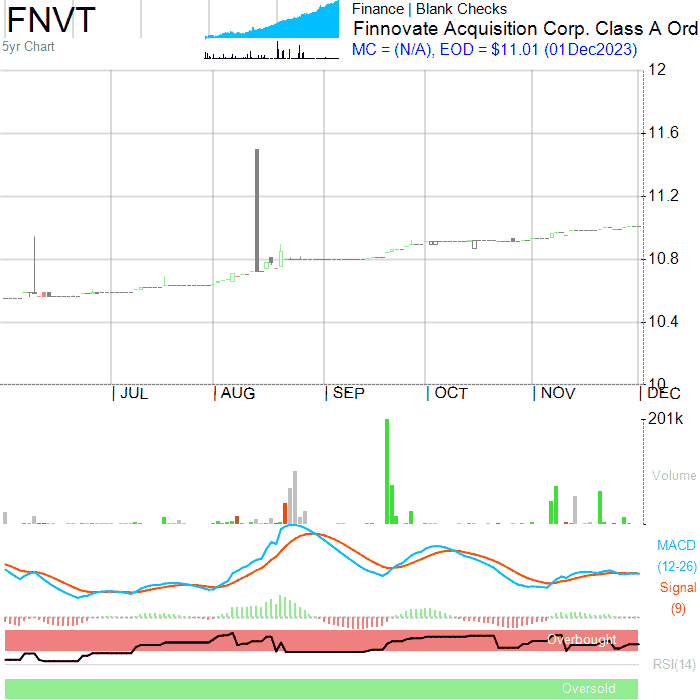 FNVT
5yr Chart
Finance | Blank Checks
Finnovate Acquisition Corp. Class A Ord
MC = (N/A), EOD = $11.01 (01Dec2023)
12
11.6
11.2
10.8
10.4
10
JUL
AUG
SEP
OCT
NOV
DEC
201k
Volume
MACD
(12-26)
Signal
(9)
Overbought
RSI(14)
Oversold